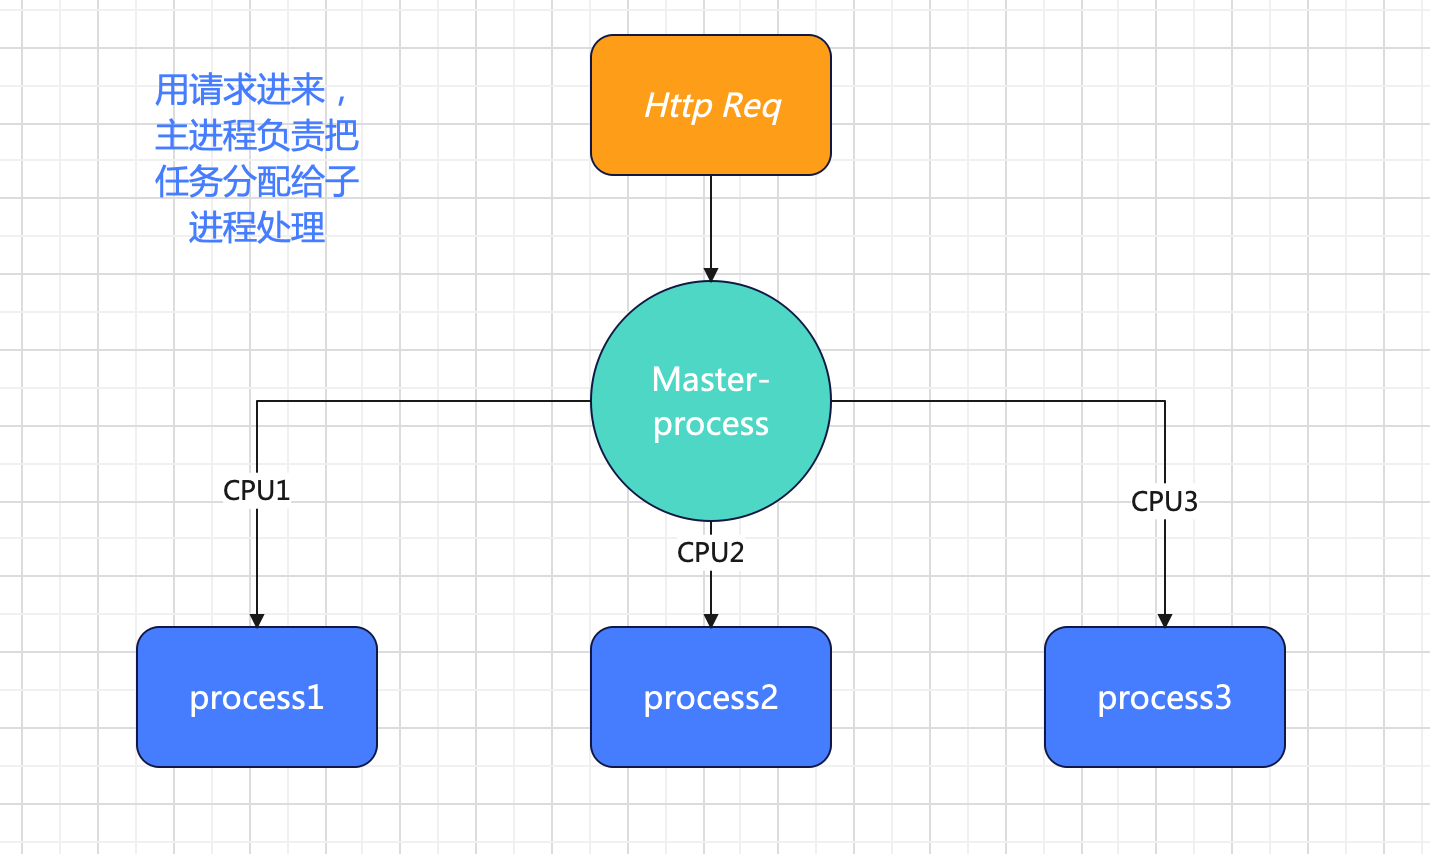 用请求进来，
主进程负责把
任务分配给子
进程处理
Http Req
Master-
process
CPU1
CPU2
CPU3
process1
process2
process3